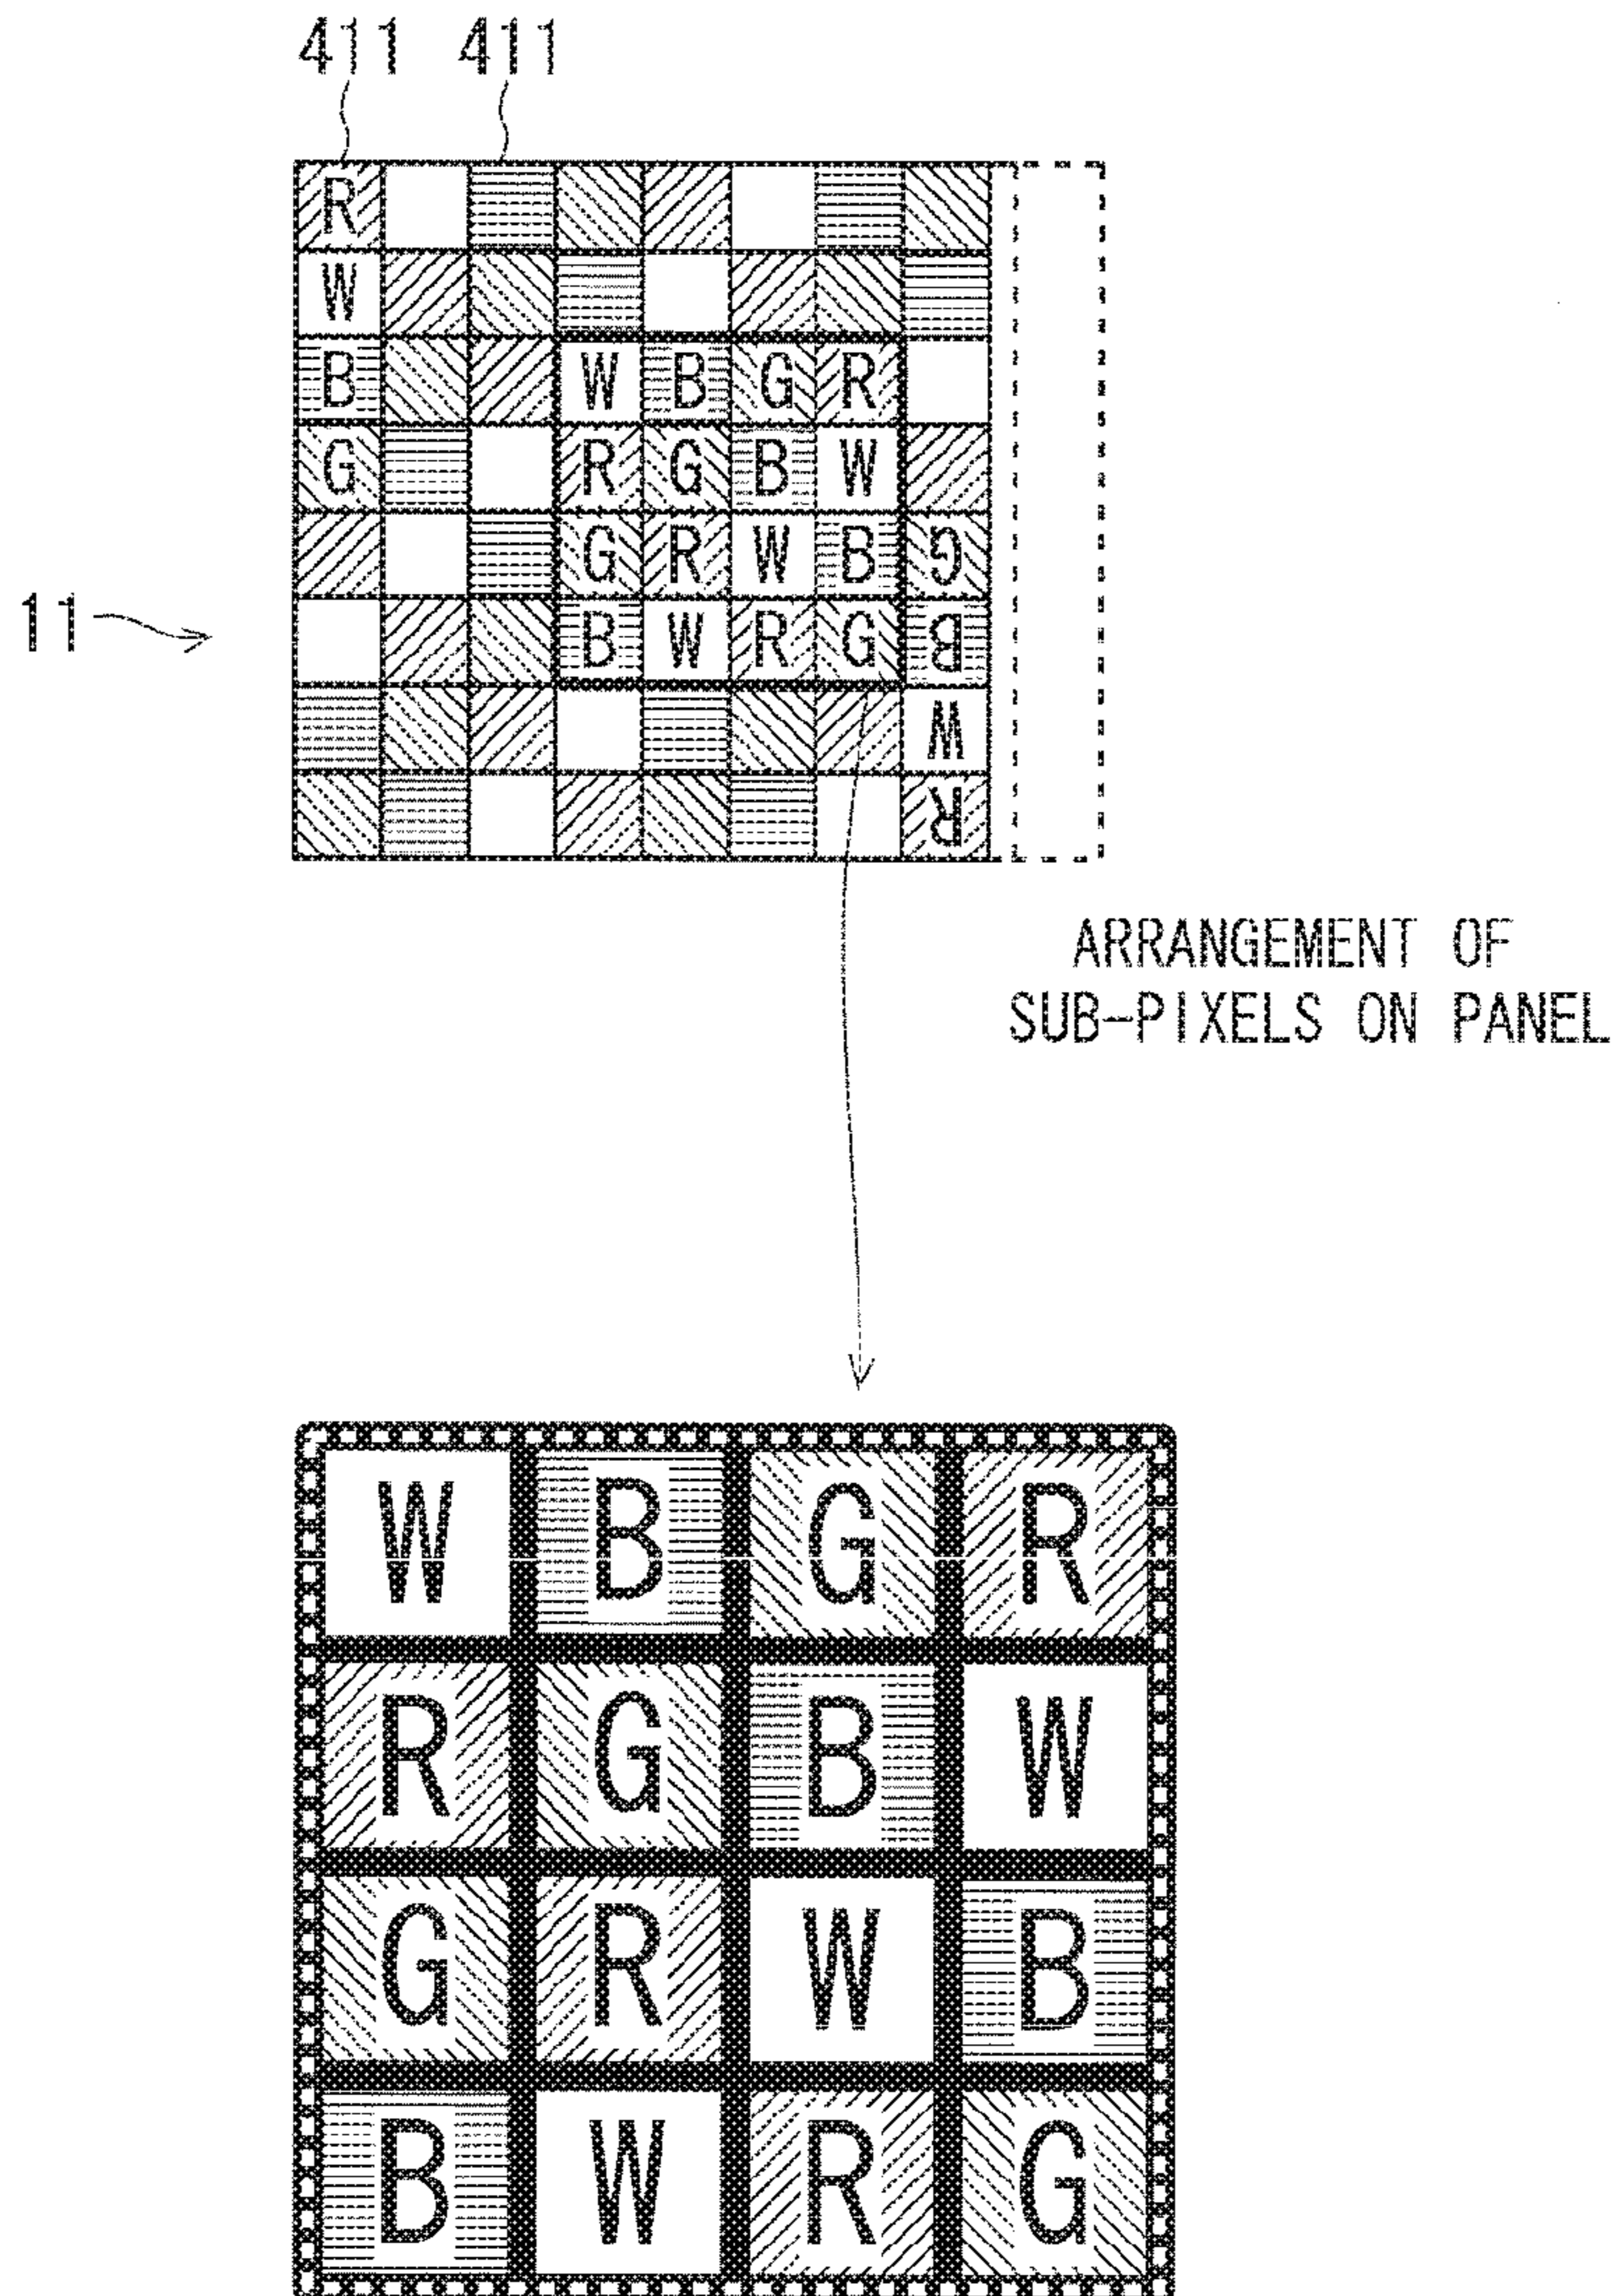 411 411
R
W
B W B G R
G R G B W
G R W B G
11
B W R G B
W
R
ARRANGEMENT OF
SUB-PIXELS ON PANEL
W B G R
R G B W
G R W B
B W R G